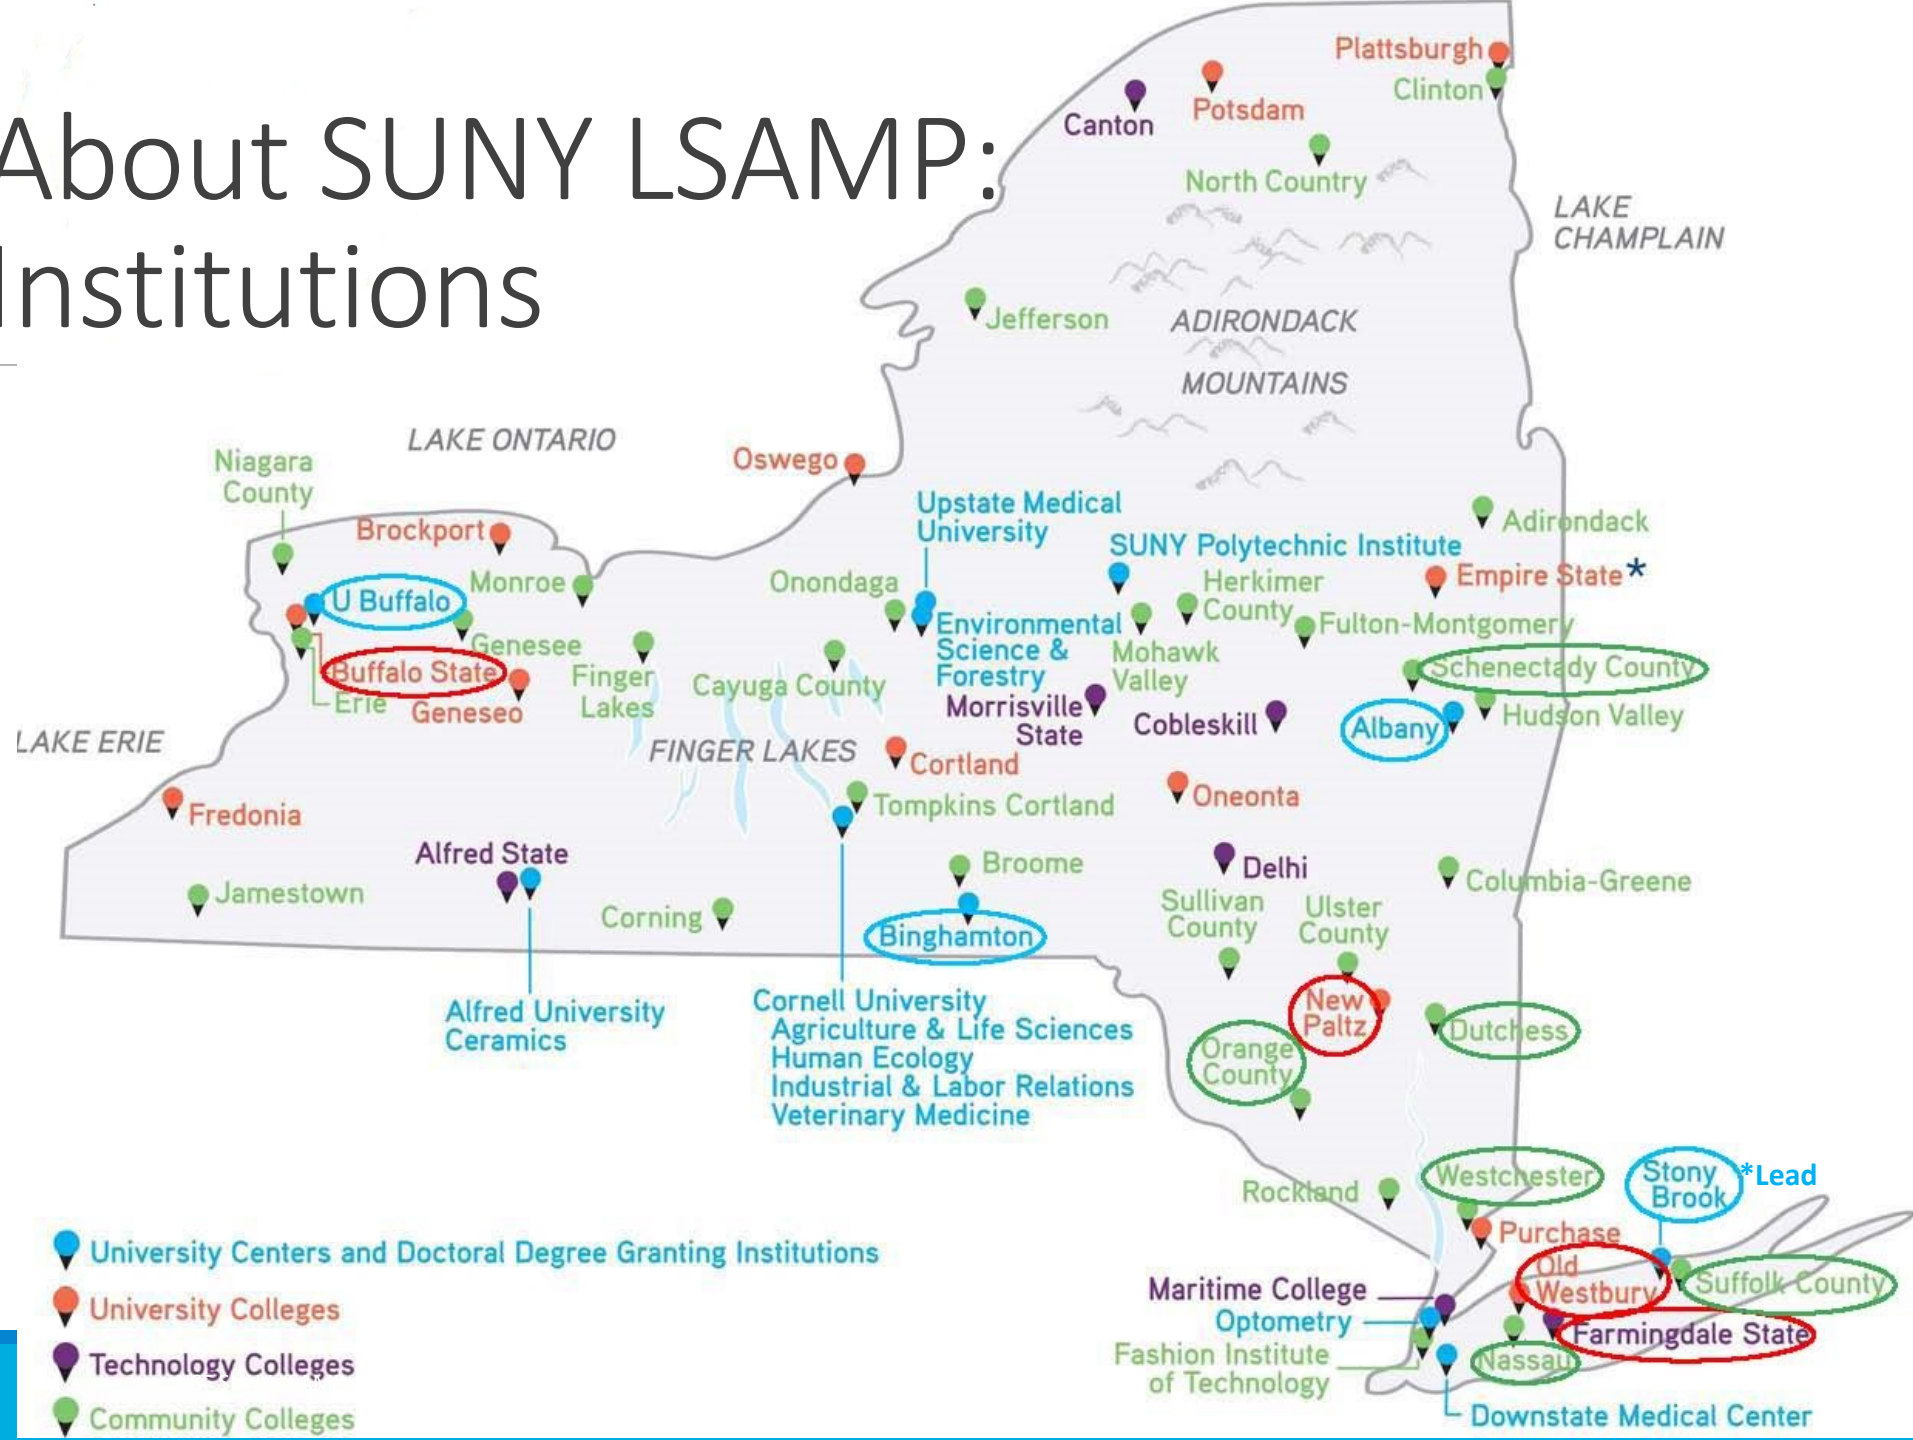 About SUNY LSAMP:
Institutions
Plattsburgh
Clinton
Potsdam
Canton
North Country
LAKE
CHAMPLAIN
Jefferson
ADIRONDACK
MOUNTAINS
LAKE ONTARIO
Oswego
Niagara
County
Brockport
Upstate Medical
University
Adirondack
SUNY Polytechnic Institute
Empire State*
Monroe
Onondaga
Herkimer
County
U Buffalo
Environmental
Science &
Forestry
Fulton-Montgomery
Genesee
Mohawk
Valley
Schenectady County
Buffalo State
Finger
Lakes
Cayuga County
Erie
Geneseo
Morrisville
State
Cobleskill
Albany
Hudson Valley
LAKE ERIE
FINGER LAKES
Cortland
Oneonta
Fredonia
Tompkins Cortland
Alfred State
Broome
Delhi
Columbia-Greene
Jamestown
Corning
Sullivan
County
Ulster
County
Binghamton
Alfred University
Ceramics
Cornell University
Agriculture & Life Sciences
Human Ecology
Industrial & Labor Relations
Veterinary Medicine
New
Paltz
Dutchess
Orange
County
Westchester
Stony
Brook
*Lead
Rockland
Purchase
Old
Westbury
Suffolk County
Maritime College
Optometry
Farmingdale State
Fashion Institute
of Technology
Nassau
Downstate Medical Center
University Centers and Doctoral Degree Granting Institutions
University Colleges
Technology Colleges
Community Colleges